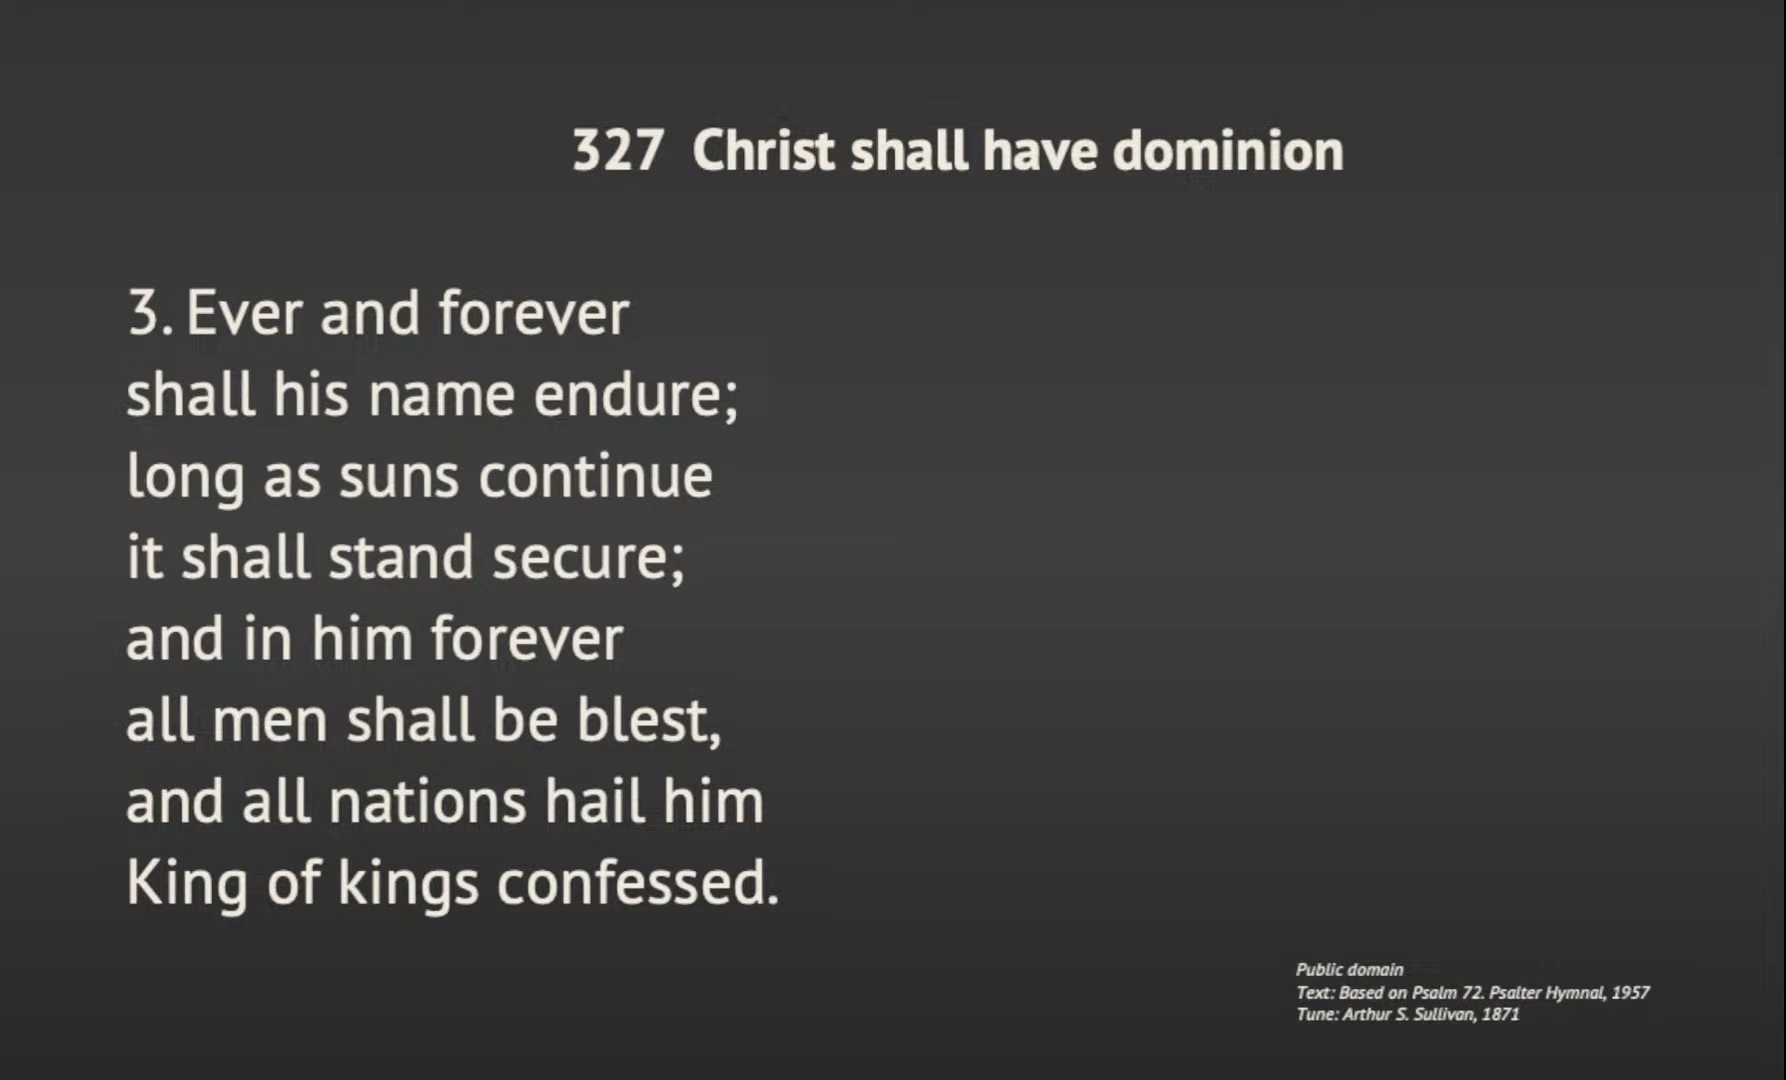 327 Christ shall have dominion
3. Ever and forever
shall his name endure;
long as suns continue
it shall stand secure;
and in him forever
all men shall be blest,
and all nations hail him
King of kings confessed.
Public domain
Text: Based on Psalm 72. Psalter Hymnal, 1957
Tune: Arthur S. Sullivan, 1871